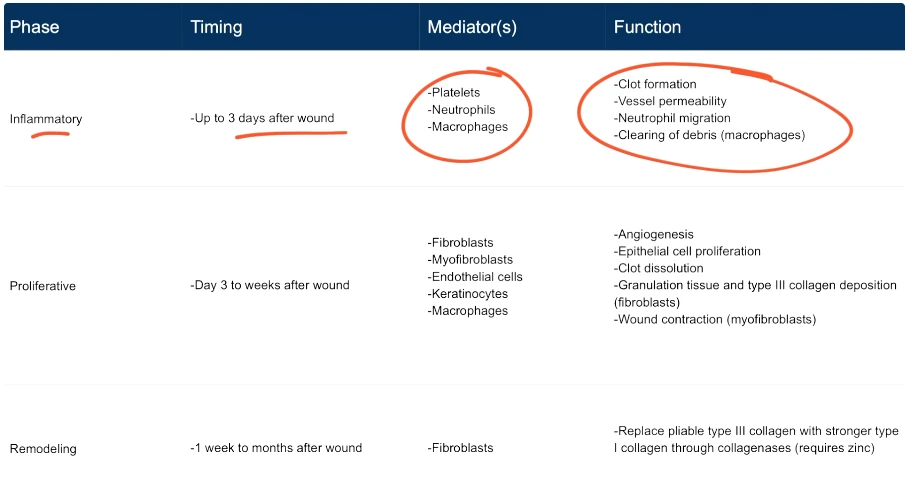 Phase Timing Mediator(s) Function
Inflammatory
-Up to 3 days after wound
-Platelets
-Neutrophils
-Macrophages
-Clot formation
-Vessel permeability
-Neutrophil migration
-Clearing of debris (macrophages)
Proliferative
-Day 3 to weeks after wound
-Fibroblasts
-Myofibroblasts
-Endothelial cells
-Keratinocytes
-Macrophages
-Angiogenesis
-Epithelial cell proliferation
-Clot dissolution
-Granulation tissue and type III collagen deposition
(fibroblasts)
-Wound contraction (myofibroblasts)
Remodeling
-1 week to months after wound
-Fibroblasts
-Replace pliable type III collagen with stronger type
I collagen through collagenases (requires zinc)